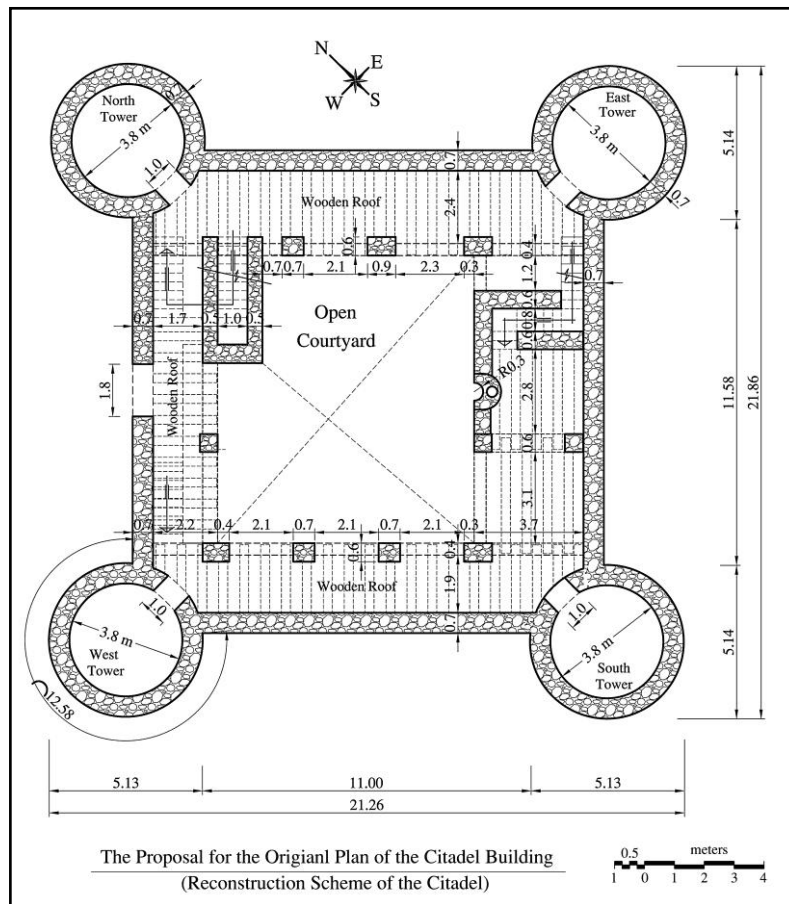 N
E
W
S
North
Tower
3.8 m
0.7
1.0
East
Tower
3.8 m
0.7
0.7
Wooden Roof
2.4
0.6
0.4
0.7 0.7 2.1 0.9 2.3 0.3
1.2
0.7
Open
Courtyard
0.6
0.7 1.7 0.5 1.0 0.5
0.8
0.6
1.8
Wooden Roof
R0.3
2.8
0.6
3.1
0.7 2.2 0.4 2.1 0.7 2.1 0.7 2.1 0.3 3.7
0.6
0.4
Wooden Roof
1.9
0.7
1.0
3.8 m
West
Tower
12.58
1.0
3.8 m
South
Tower
5.14
11.58
21.86
5.14
5.13 11.00 5.13
21.26
The Proposal for the Origianl Plan of the Citadel Building
(Reconstruction Scheme of the Citadel)
0.5 meters
1 0 1 2 3 4